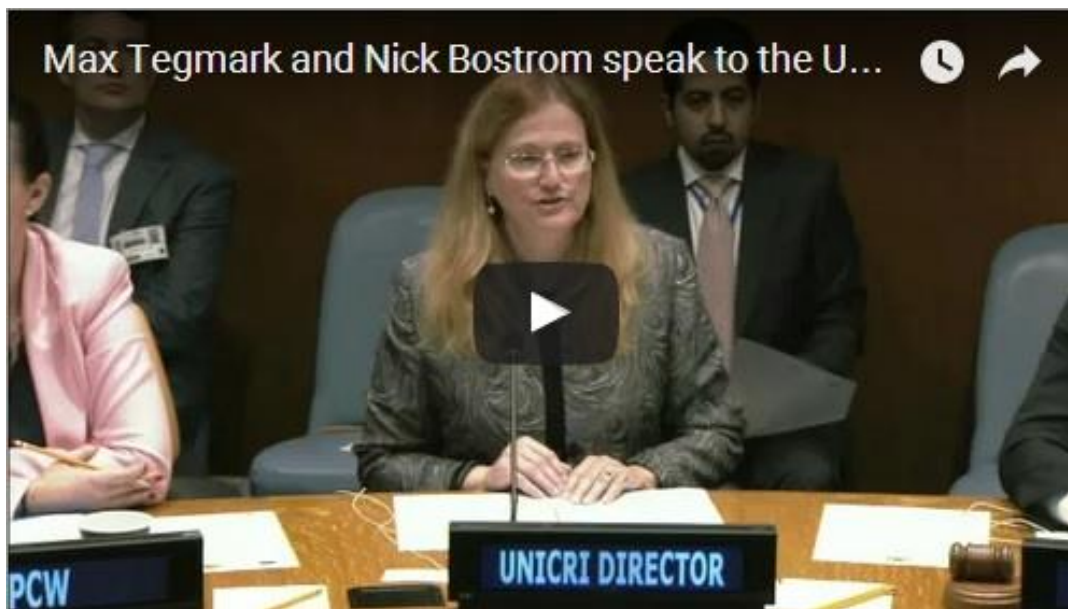 Max Tegmark and Nick Bostrom speak to the U...
PCW
UNICRI DIRECTOR